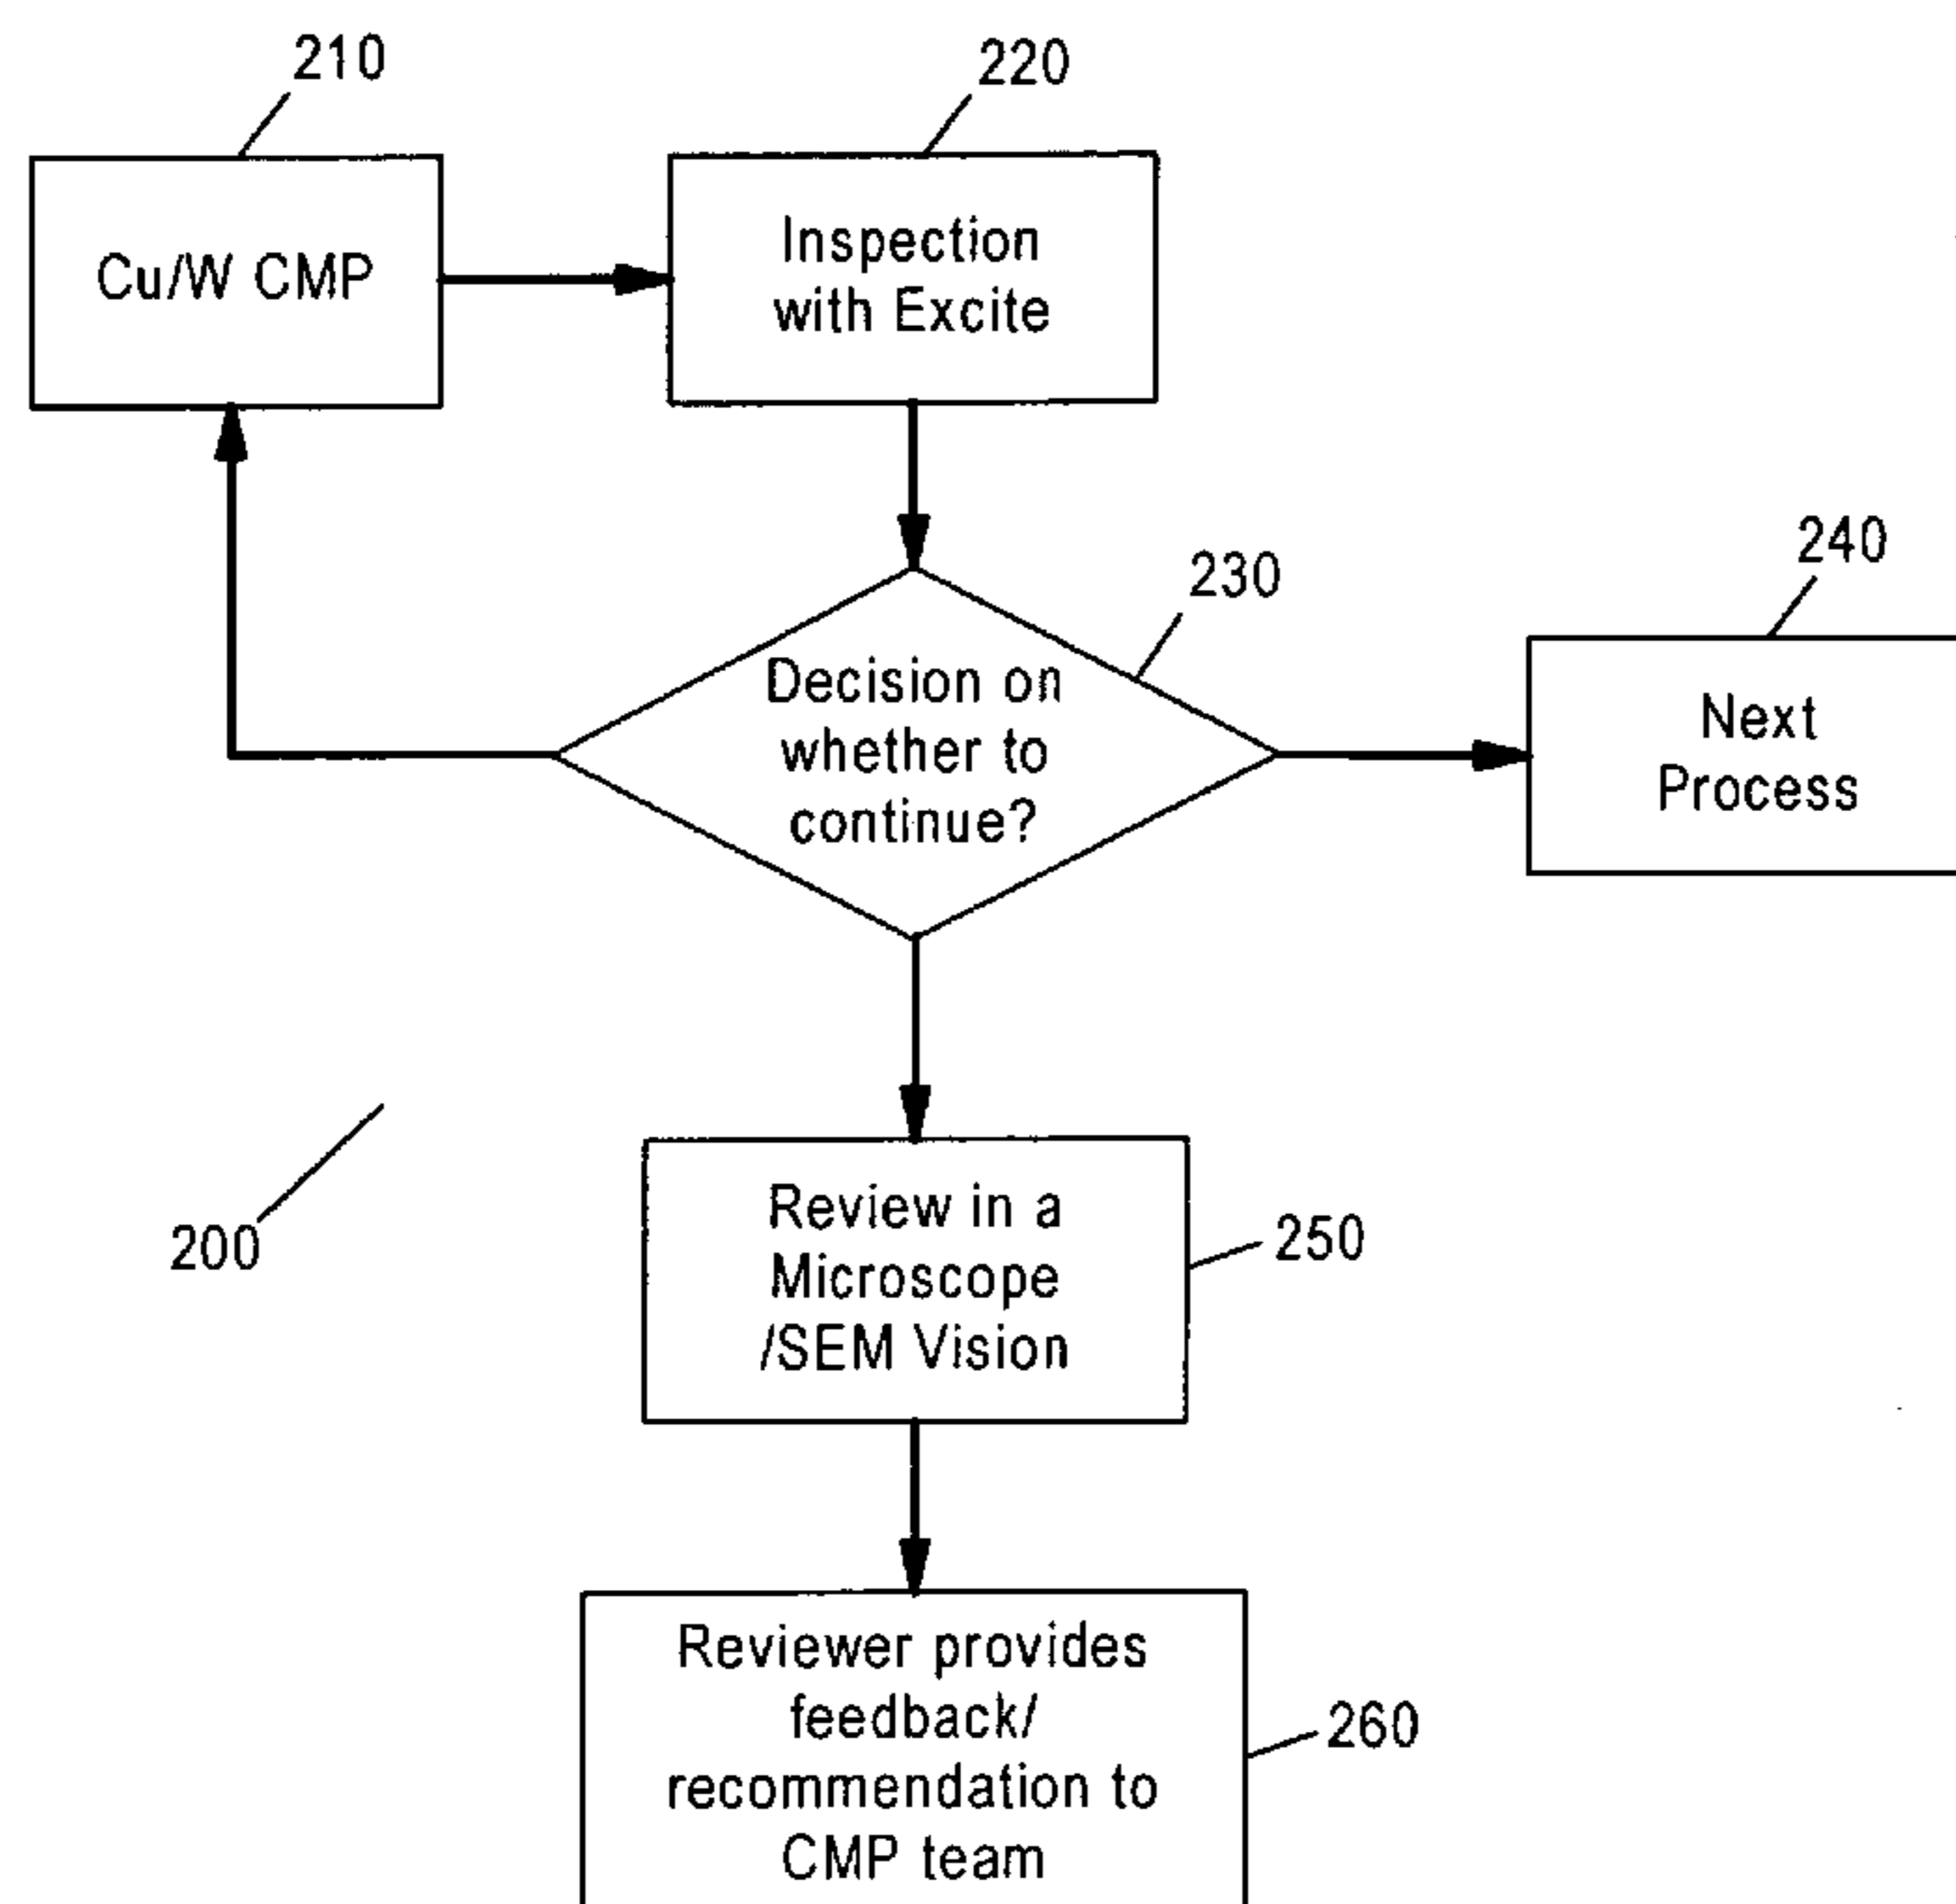 210
220
Cu/W CMP
Inspection
with Excite
230
240
Decision on
whether to
continue?
Next
Process
200
Review in a
Microscope
/SEM Vision
250
Reviewer provides
feedback/
recommendation to
CMP team
260